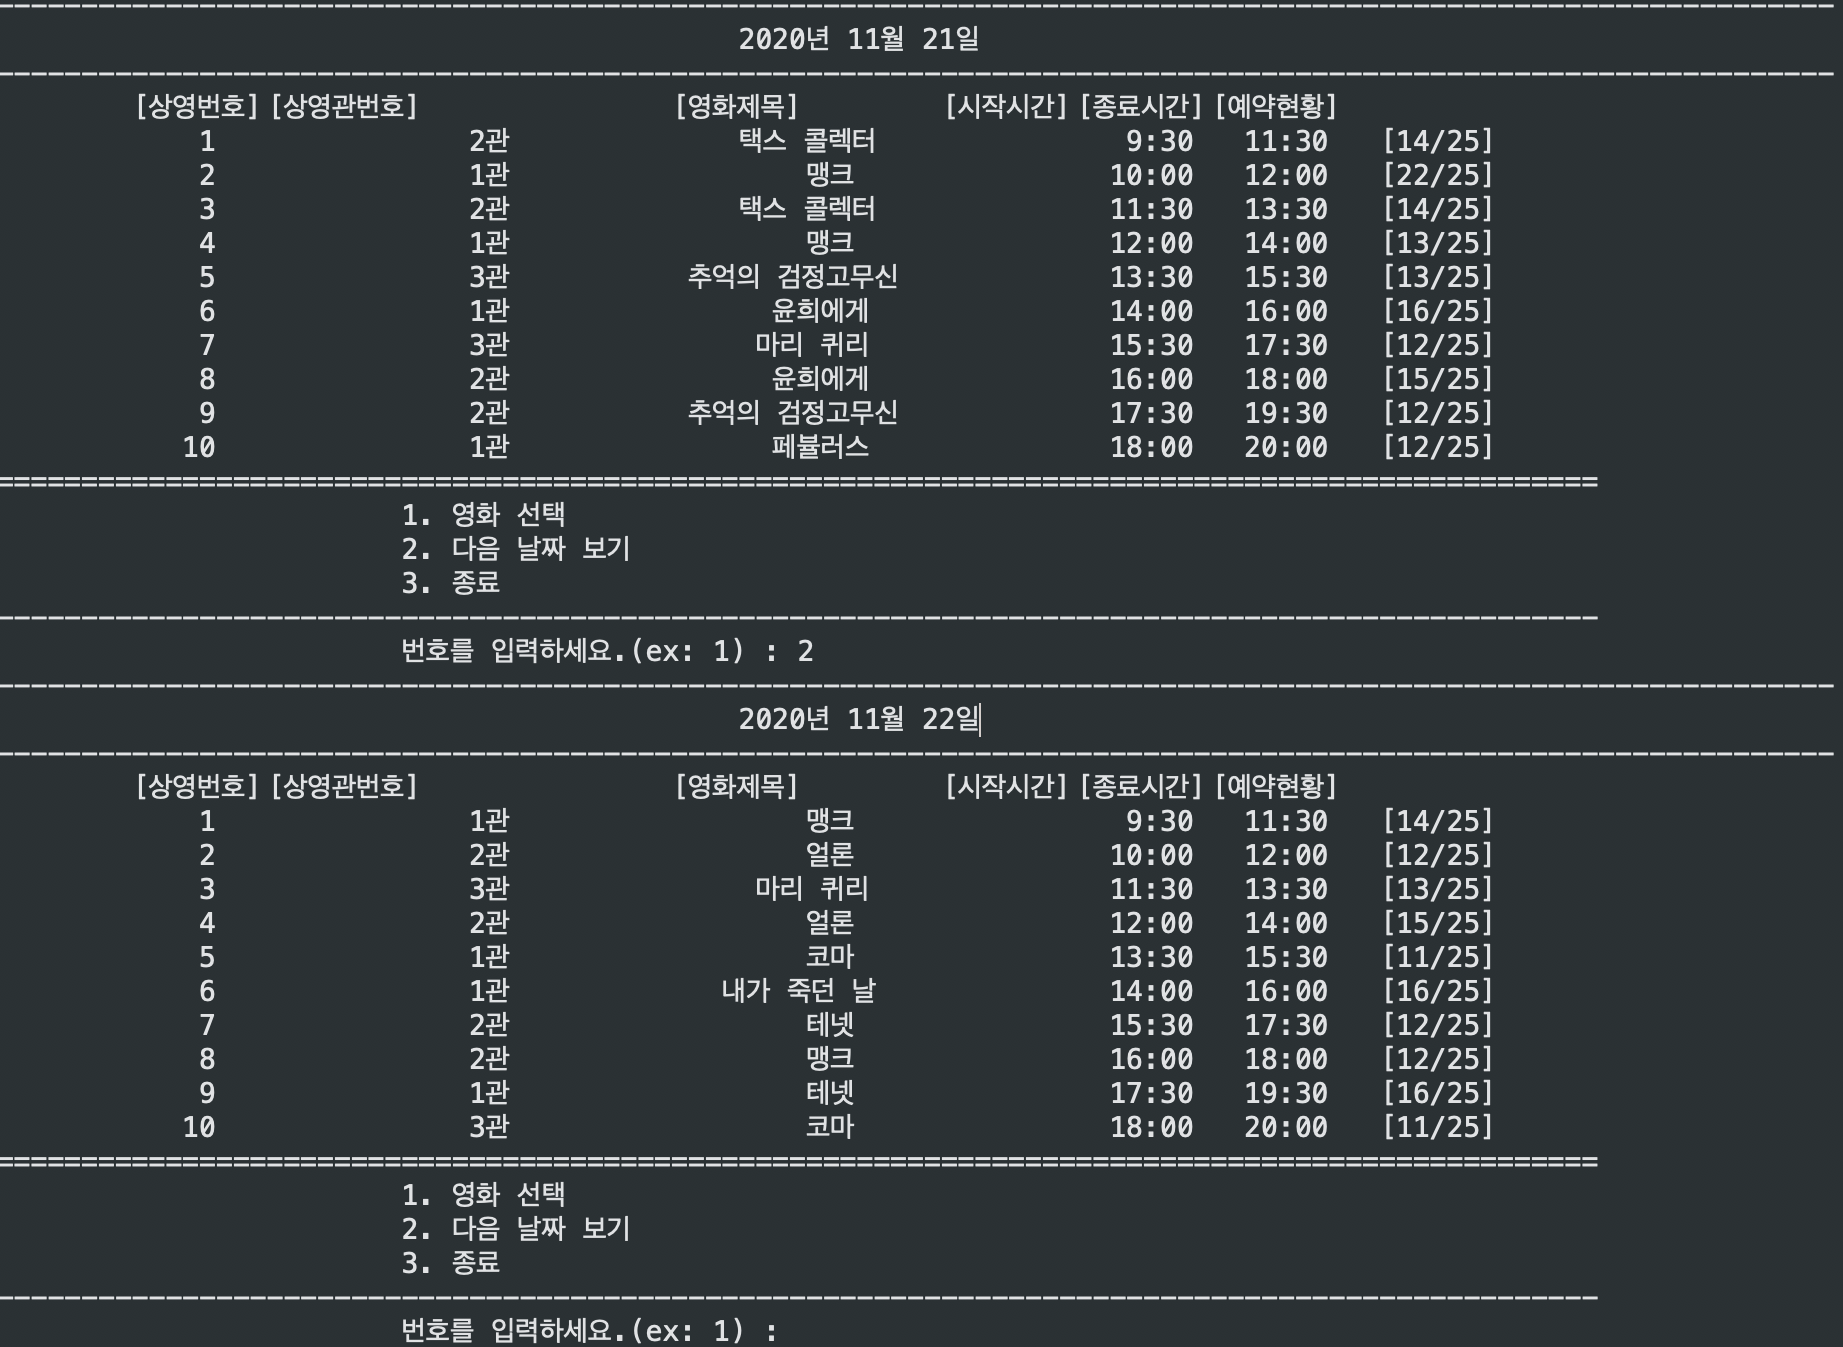 2020년 11월 21일
[상영번호] [상영관번호] [영화제목] [시작시간] [종료시간] [예약현황]
1 2관 택스 콜렉터 9:30 11:30 [14/25]
2 1관 맹크 10:00 12:00 [22/25]
3 2관 택스 콜렉터 11:30 13:30 [14/25]
4 1관 맹크 12:00 14:00 [13/25]
5 3관 추억의 검정고무신 13:30 15:30 [13/25]
6 1관 윤희에게 14:00 16:00 [16/25]
7 3관 마리 퀴리 15:30 17:30 [12/25]
8 2관 윤희에게 16:00 18:00 [15/25]
9 2관 추억의 검정고무신 17:30 19:30 [12/25]
10 1관 페뷸러스 18:00 20:00 [12/25]
1. 영화 선택
2. 다음 날짜 보기
3. 종료
번호를 입력하세요.(ex: 1) : 2
2020년 11월 22일
[상영번호] [상영관번호] [영화제목] [시작시간] [종료시간] [예약현황]
1 1관 맹크 9:30 11:30 [14/25]
2 2관 얼론 10:00 12:00 [12/25]
3 3관 마리 퀴리 11:30 13:30 [13/25]
4 2관 얼론 12:00 14:00 [15/25]
5 1관 코마 13:30 15:30 [11/25]
6 1관 내가 죽던 날 14:00 16:00 [16/25]
7 2관 테넷 15:30 17:30 [12/25]
8 2관 맹크 16:00 18:00 [12/25]
9 1관 테넷 17:30 19:30 [16/25]
10 3관 코마 18:00 20:00 [11/25]
1. 영화 선택
2. 다음 날짜 보기
3. 종료
번호를 입력하세요.(ex: 1) :